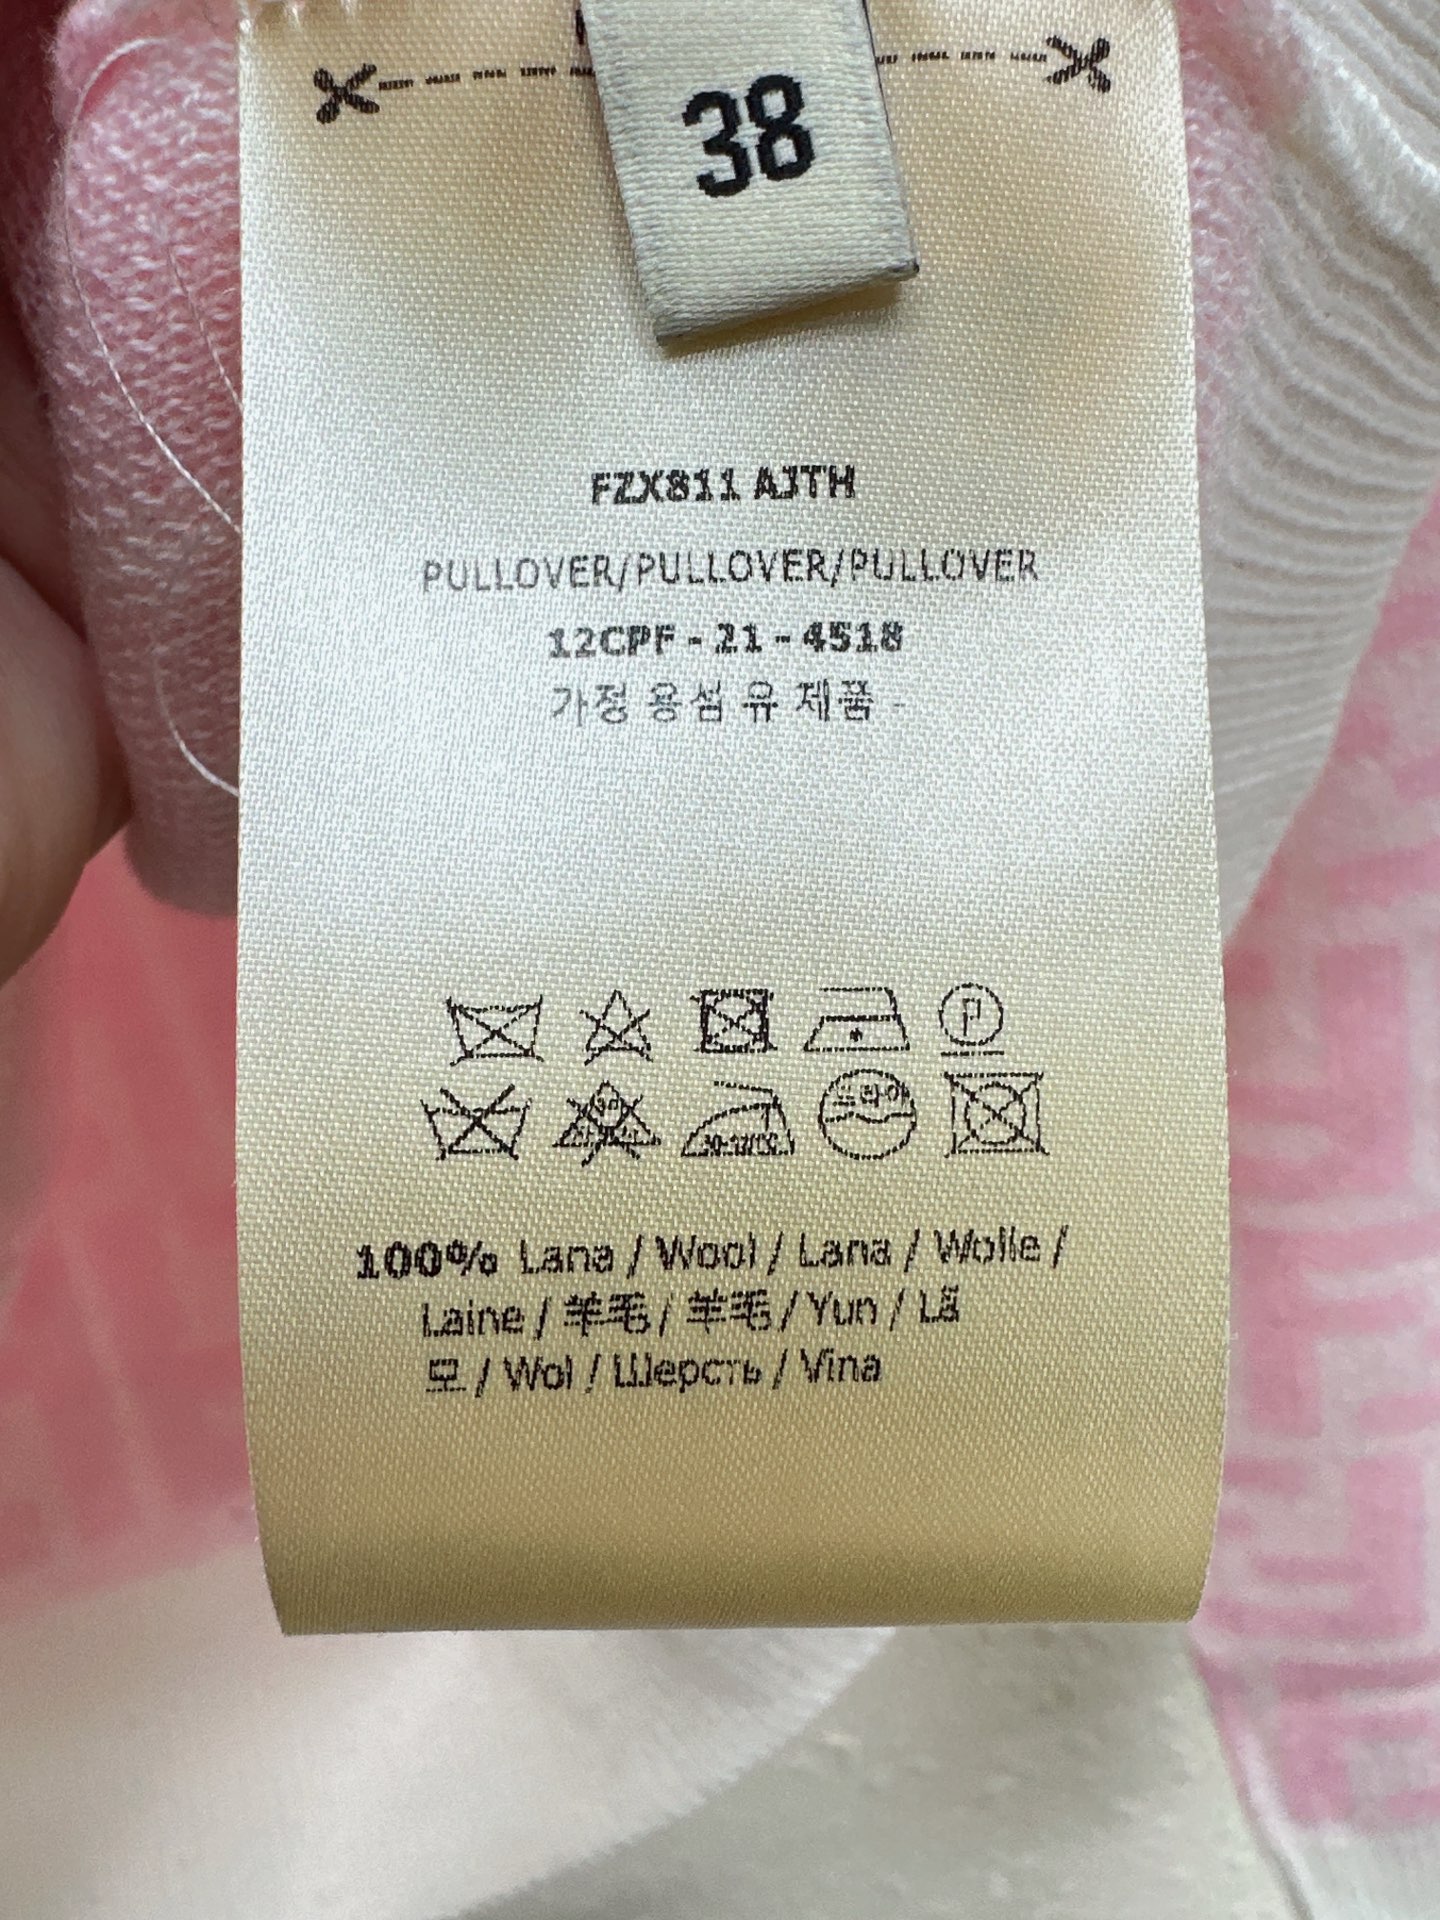 38
FZX811 AJTH
PULLOVER/PULLOVER/PULLOVER
12CPF - 21 - 4518
가정 용섬 유 제품 -
P
드라이
100% Lana / Wool / Lana / Wolle /
Laine / 羊毛 / 羊毛 / Yun / Lã
모 / Wol / Шерсть / Vlna